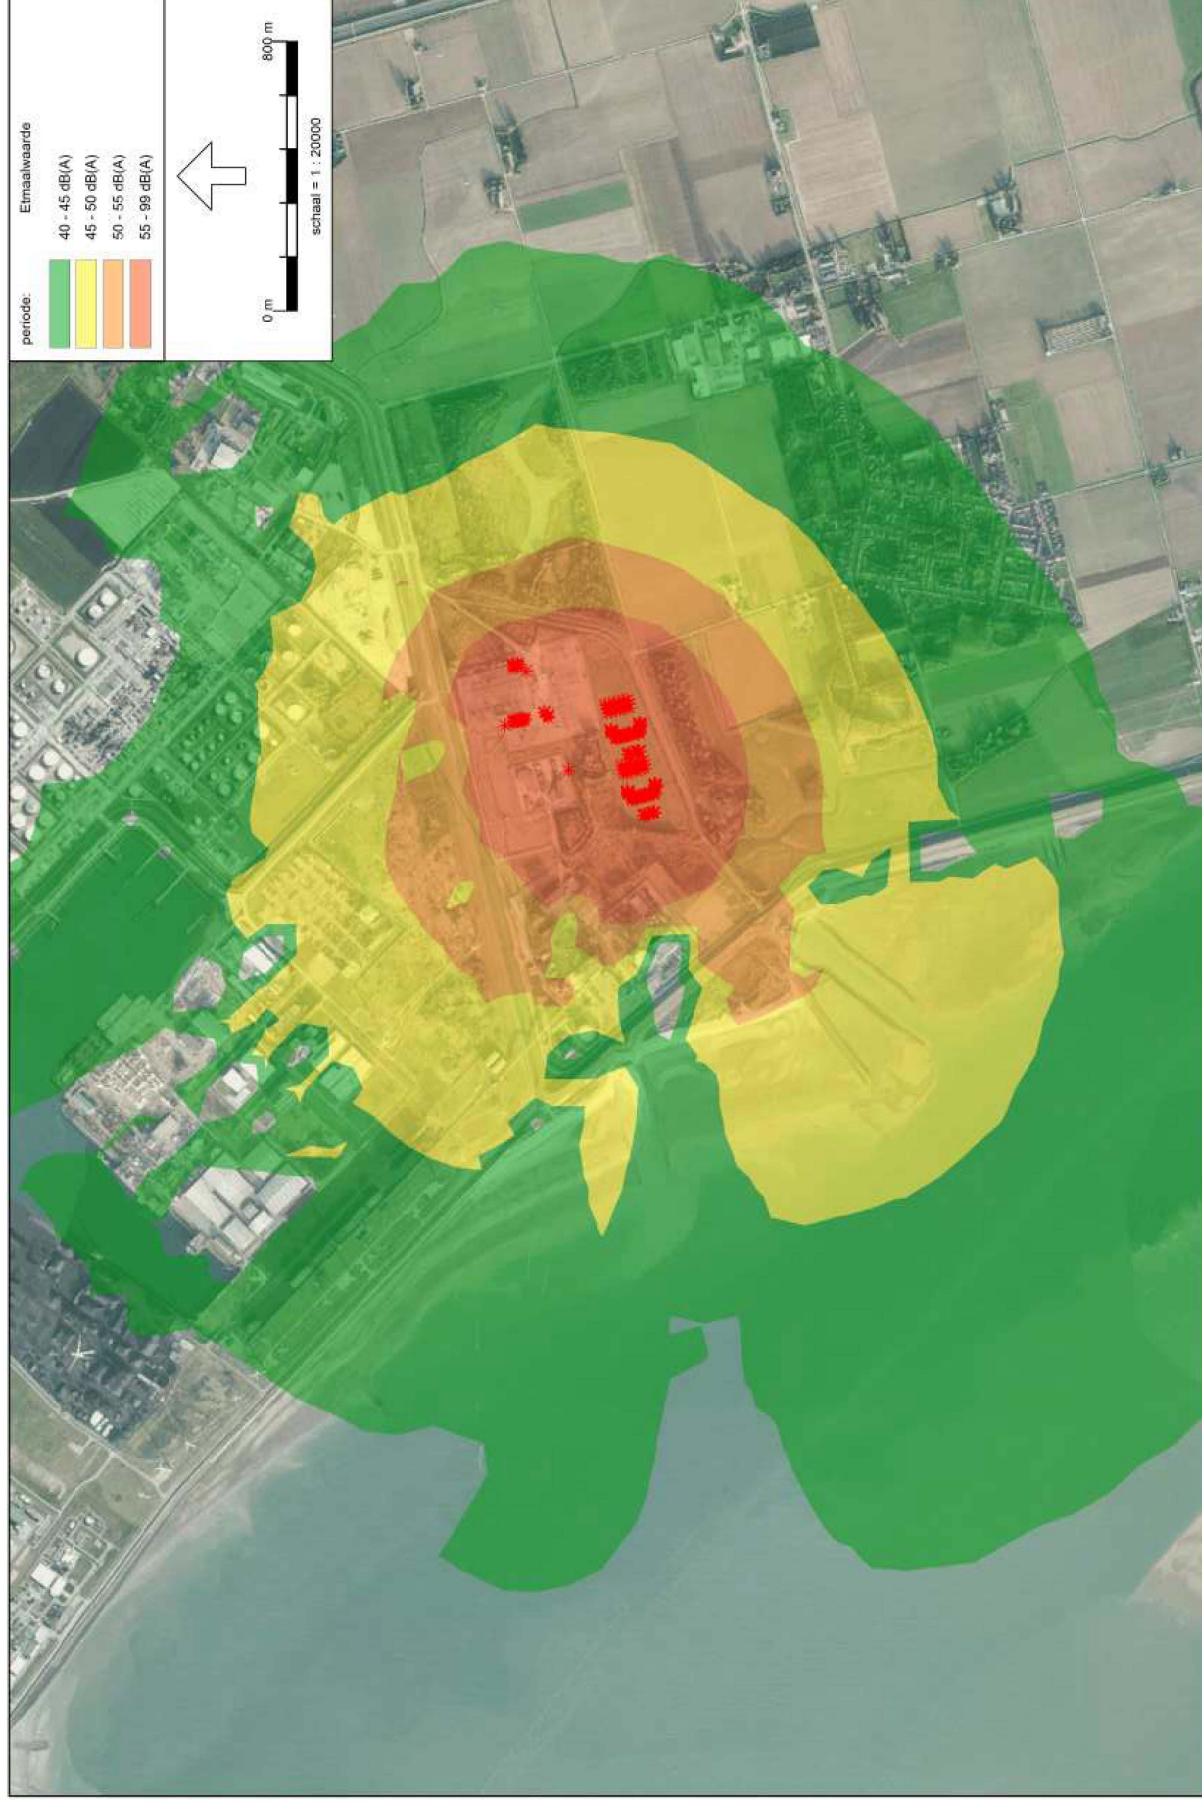 periode: Etmaalwaarde
40 - 45 dB(A)
45 - 50 dB(A)
50 - 55 dB(A)
55 - 99 dB(A)
0 m 800 m
schaal = 1 : 20000